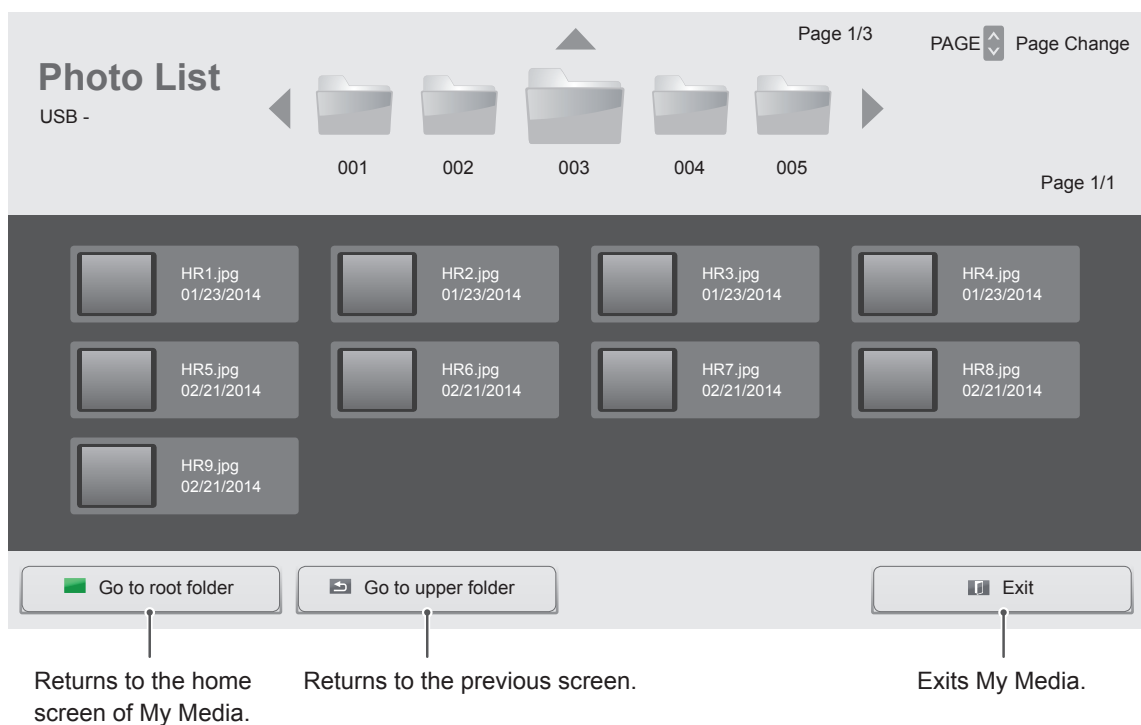 Page 1/3
PAGE Page Change
Photo List
USB -
001 002 003 004 005
Page 1/1
HR1.jpg
01/23/2014
HR2.jpg
01/23/2014
HR3.jpg
01/23/2014
HR4.jpg
01/23/2014
HR5.jpg
02/21/2014
HR6.jpg
02/21/2014
HR7.jpg
02/21/2014
HR8.jpg
02/21/2014
HR9.jpg
02/21/2014
Go to root folder
Go to upper folder
Exit
Returns to the home
screen of My Media.
Returns to the previous screen.
Exits My Media.